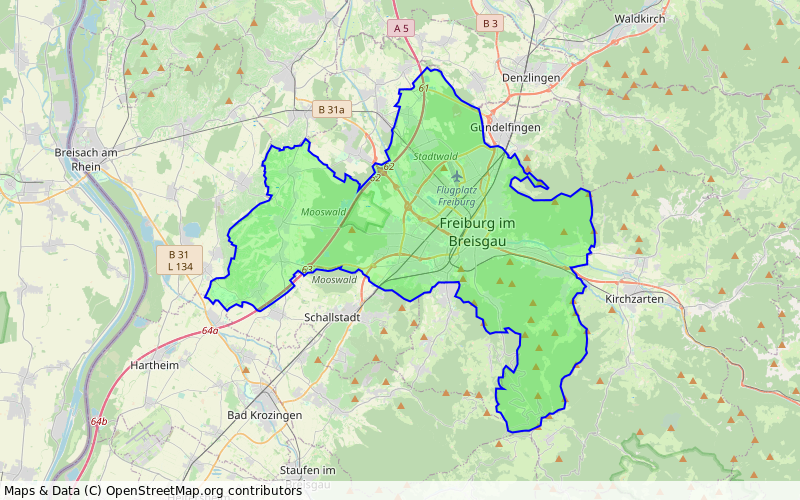 Waldkirch
B 3
A 5
Denzlingen
61
B 31a
Gundelfingen
Breisach am
Rhein
Stadtwald
62
62
Flugplatz
Freiburg
Mooswald
Freiburg im
Breisgau
B 31
L 134
63
Mooswald
Kirchzarten
Schallstadt
64a
Hartheim
Bad Krozingen
64b
Staufen im
Breisgau
Maps & Data (C) OpenStreetMap.org contributors